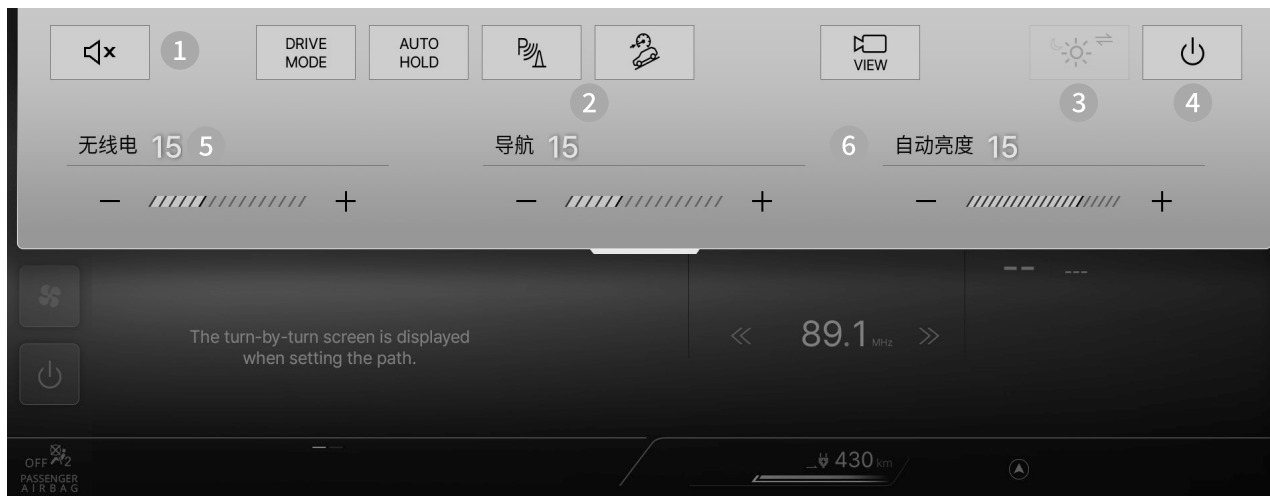 1
DRIVE
MODE
AUTO
HOLD
P
VIEW
2
3
4
无线电 15 5
导航 15
6 自动亮度 15
The turn-by-turn screen is displayed
when setting the path.
89.1 MHz
-- ---
OFF 2
PASSENGER
AIRBAG
430 km